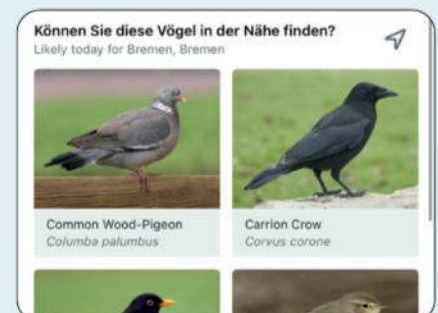 Können Sie diese Vögel in der Nähe finden?
Likely today for Bremen, Bremen
Common Wood-Pigeon
Columba palumbus
Carrion Crow
Corvus corone